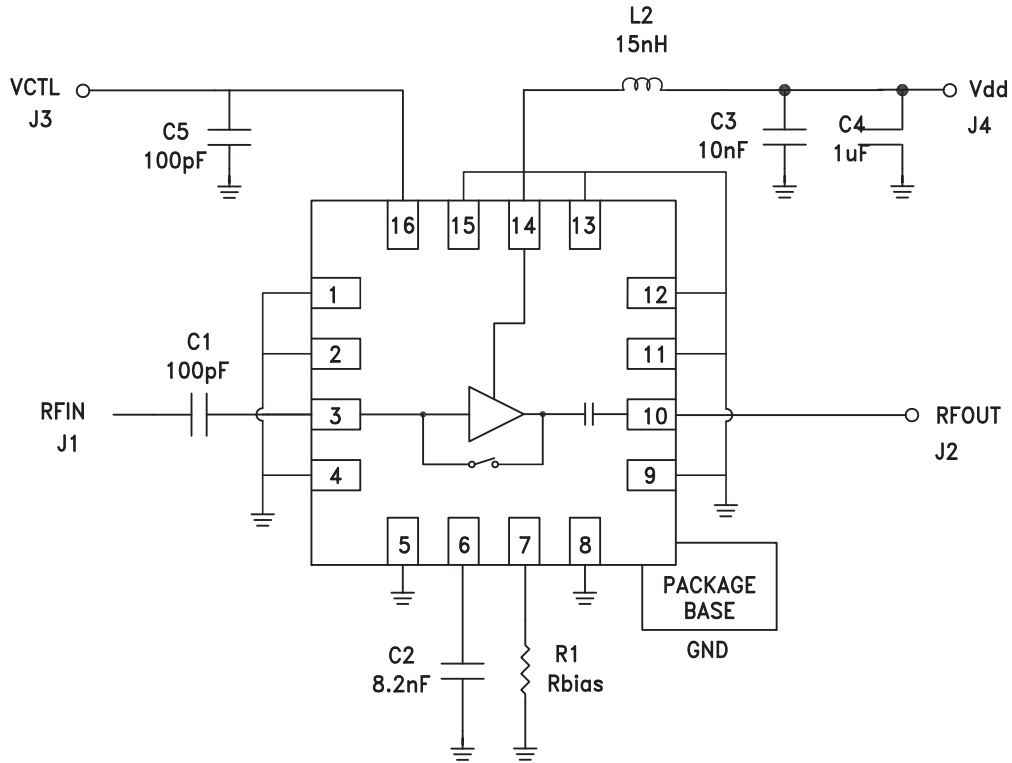 L2
15nH
VCTL
J3
C5
100pF
C3
10nF
C4
1uF
Vdd
J4
16
15
14
13
1
12
2
11
C1
100pF
RFIN
J1
3
10
RFOUT
J2
4
9
5
6
7
8
PACKAGE
BASE
GND
C2
8.2nF
R1
Rbias